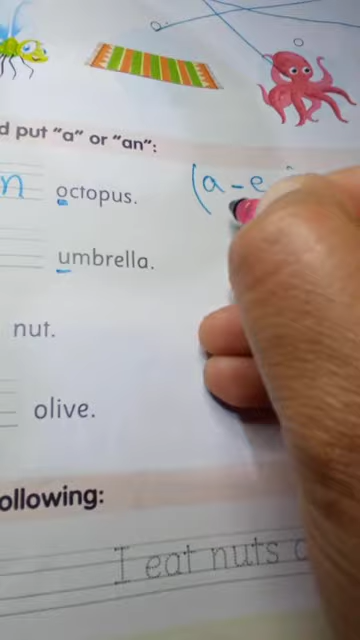 d put "a" or "an":
n octopus. (a - e
umbrella.
nut.
olive.
ollowing:
I eat nuts